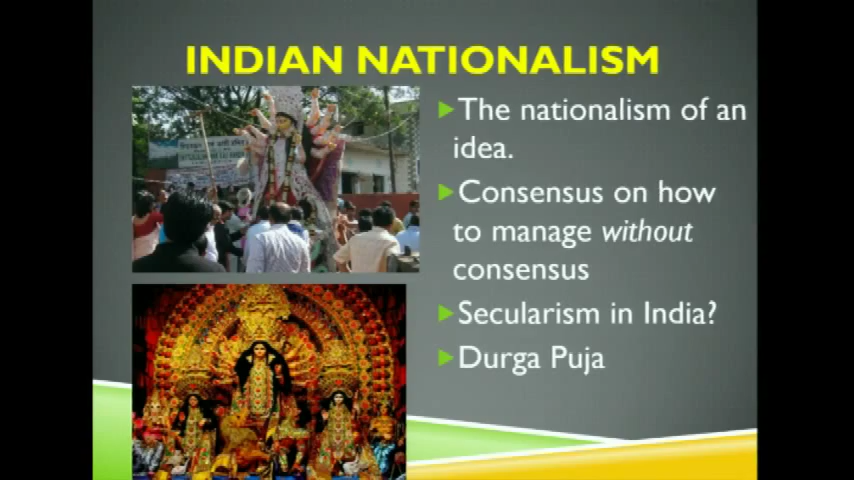 INDIAN NATIONALISM
The nationalism of an
idea.
Consensus on how
to manage without
consensus
Secularism in India?
Durga Puja